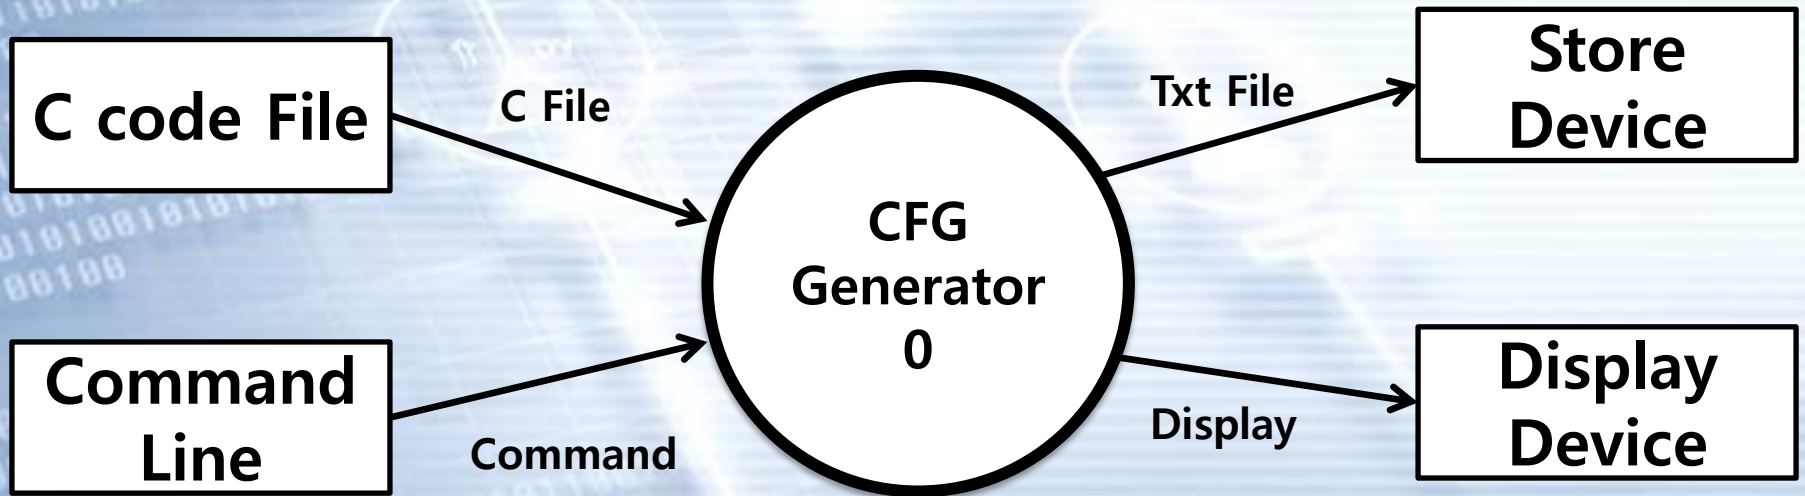 C code File
C File
Command
Line
Command
CFG
Generator
0
Txt File
Store
Device
Display
Display
Device